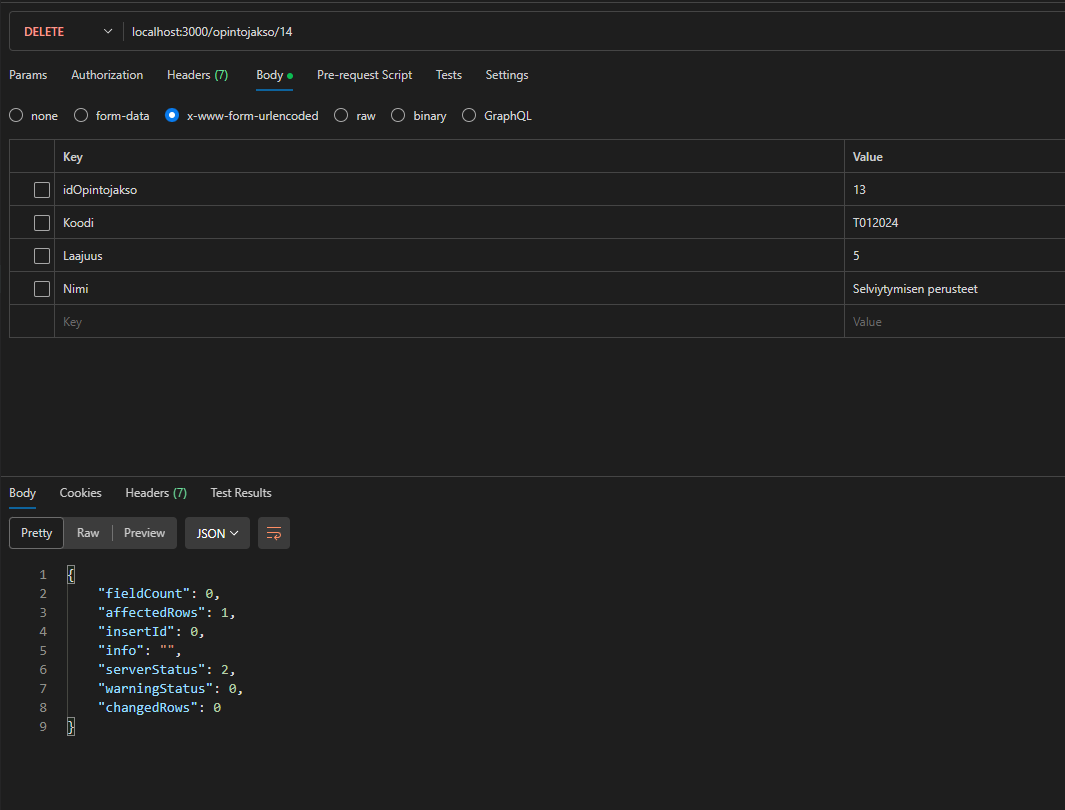 DELETE localhost:3000/opintojakso/14
Params Authorization Headers (7) Body Pre-request Script Tests Settings
none form-data x-www-form-urlencoded raw binary GraphQL
Key Value
idOpintojakso 13
Koodi T012024
Laajuus 5
Nimi Selviytymisen perusteet
Key Value
Body Cookies Headers (7) Test Results
Pretty Raw Preview JSON
1 {
2 "fieldCount": 0,
3 "affectedRows": 1,
4 "insertId": 0,
5 "info": "",
6 "serverStatus": 2,
7 "warningStatus": 0,
8 "changedRows": 0
9 }